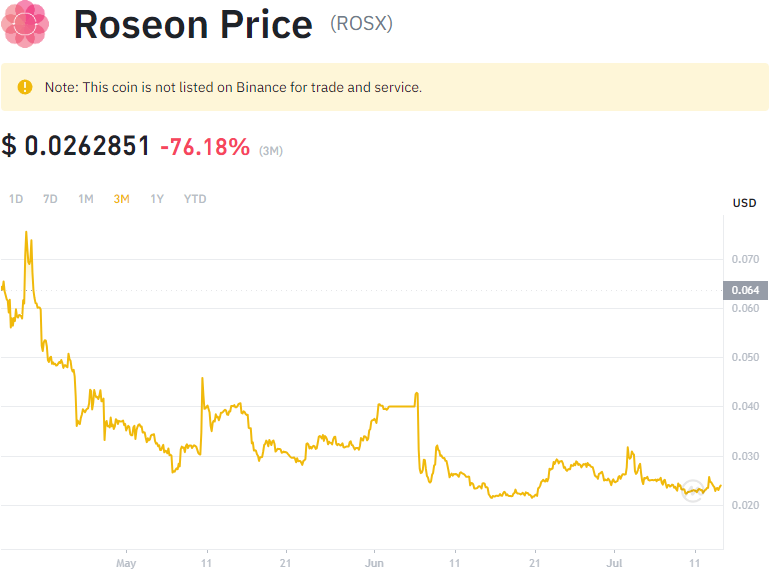 Roseon Price (ROSX)
Note: This coin is not listed on Binance for trade and service.
$ 0.0262851 -76.18% (3M)
1D 7D 1M 3M 1Y YTD
USD
0.070
0.064
0.060
0.050
0.040
0.030
0.020
May 11 21 Jun 11 21 Jul 11